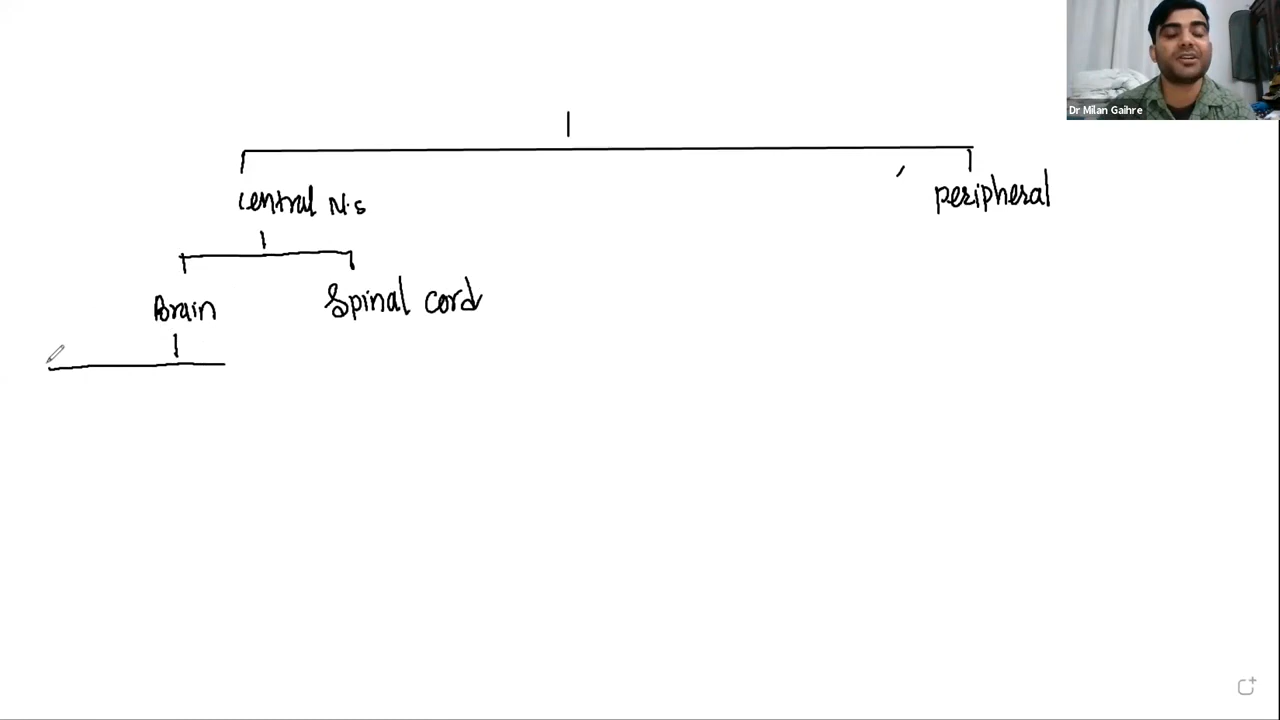 Dr Milan Gaihre
Central N.S
peripheral
Brain
Spinal cord